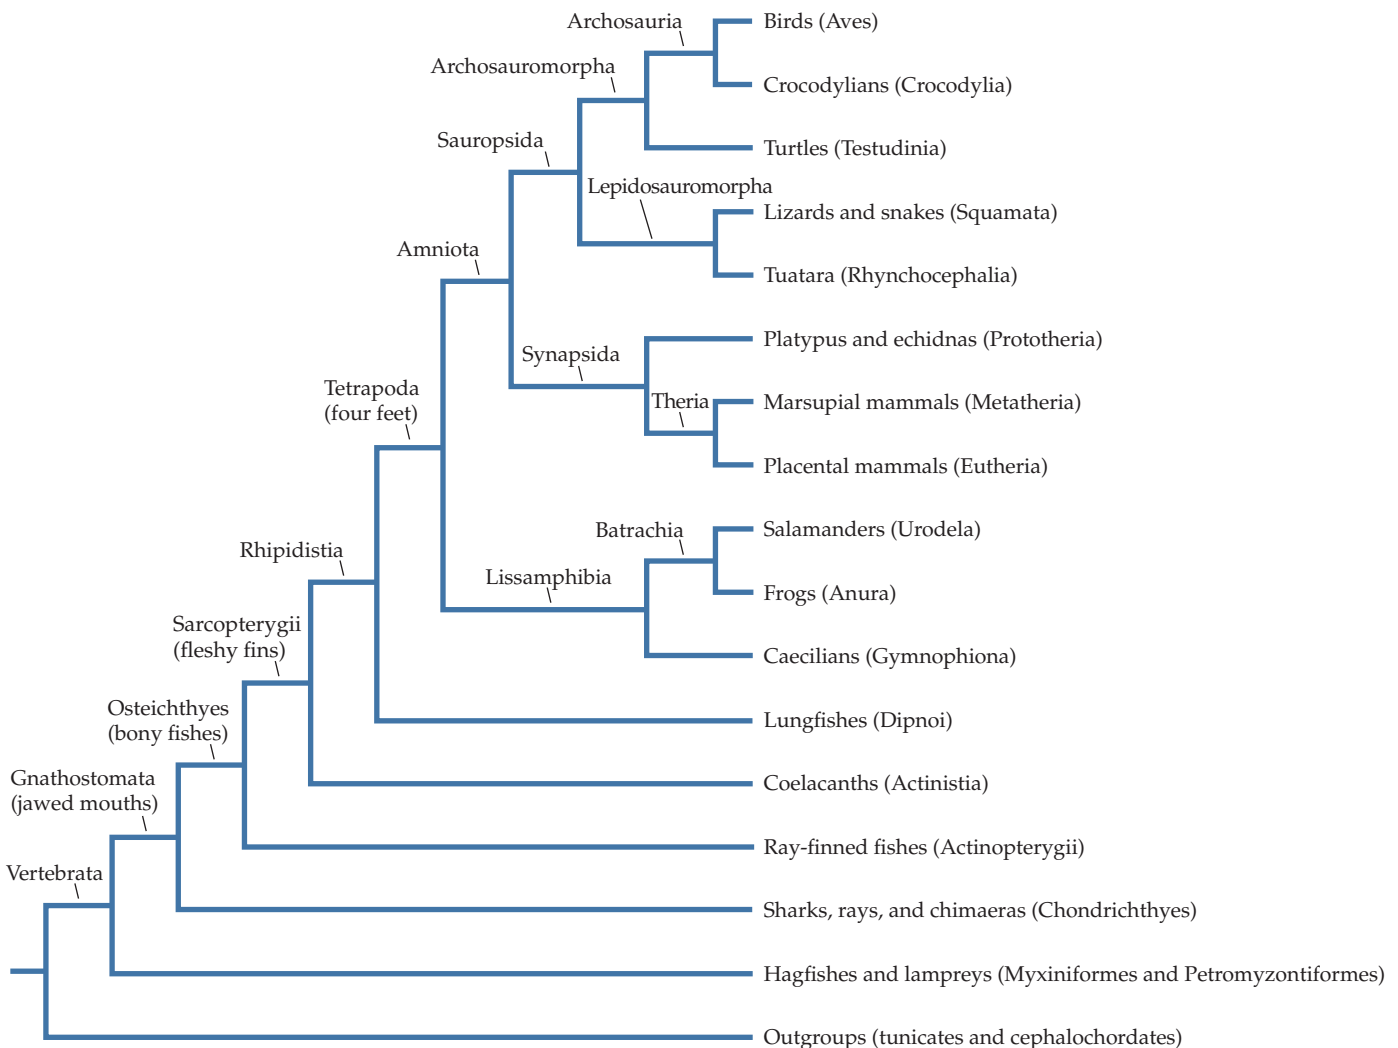 Archosauria
Birds (Aves)
Archosauromorpha
Crocodylians (Crocodylia)
Sauropsida
Turtles (Testudinia)
Lepidosauromorpha
Lizards and snakes (Squamata)
Amniota
Tuatara (Rhynchocephalia)
Platypus and echidnas (Prototheria)
Synapsida
Tetrapoda
(four feet)
Theria
Marsupial mammals (Metatheria)
Placental mammals (Eutheria)
Batrachia
Salamanders (Urodela)
Rhipidistia
Lissamphibia
Frogs (Anura)
Sarcopterygii
(fleshy fins)
Caecilians (Gymnophiona)
Osteichthyes
(bony fishes)
Lungfishes (Dipnoi)
Gnathostomata
(jawed mouths)
Coelacanths (Actinistia)
Ray-finned fishes (Actinopterygii)
Vertebrata
Sharks, rays, and chimaeras (Chondrichthyes)
Hagfishes and lampreys (Myxiniformes and Petromyzontiformes)
Outgroups (tunicates and cephalochordates)